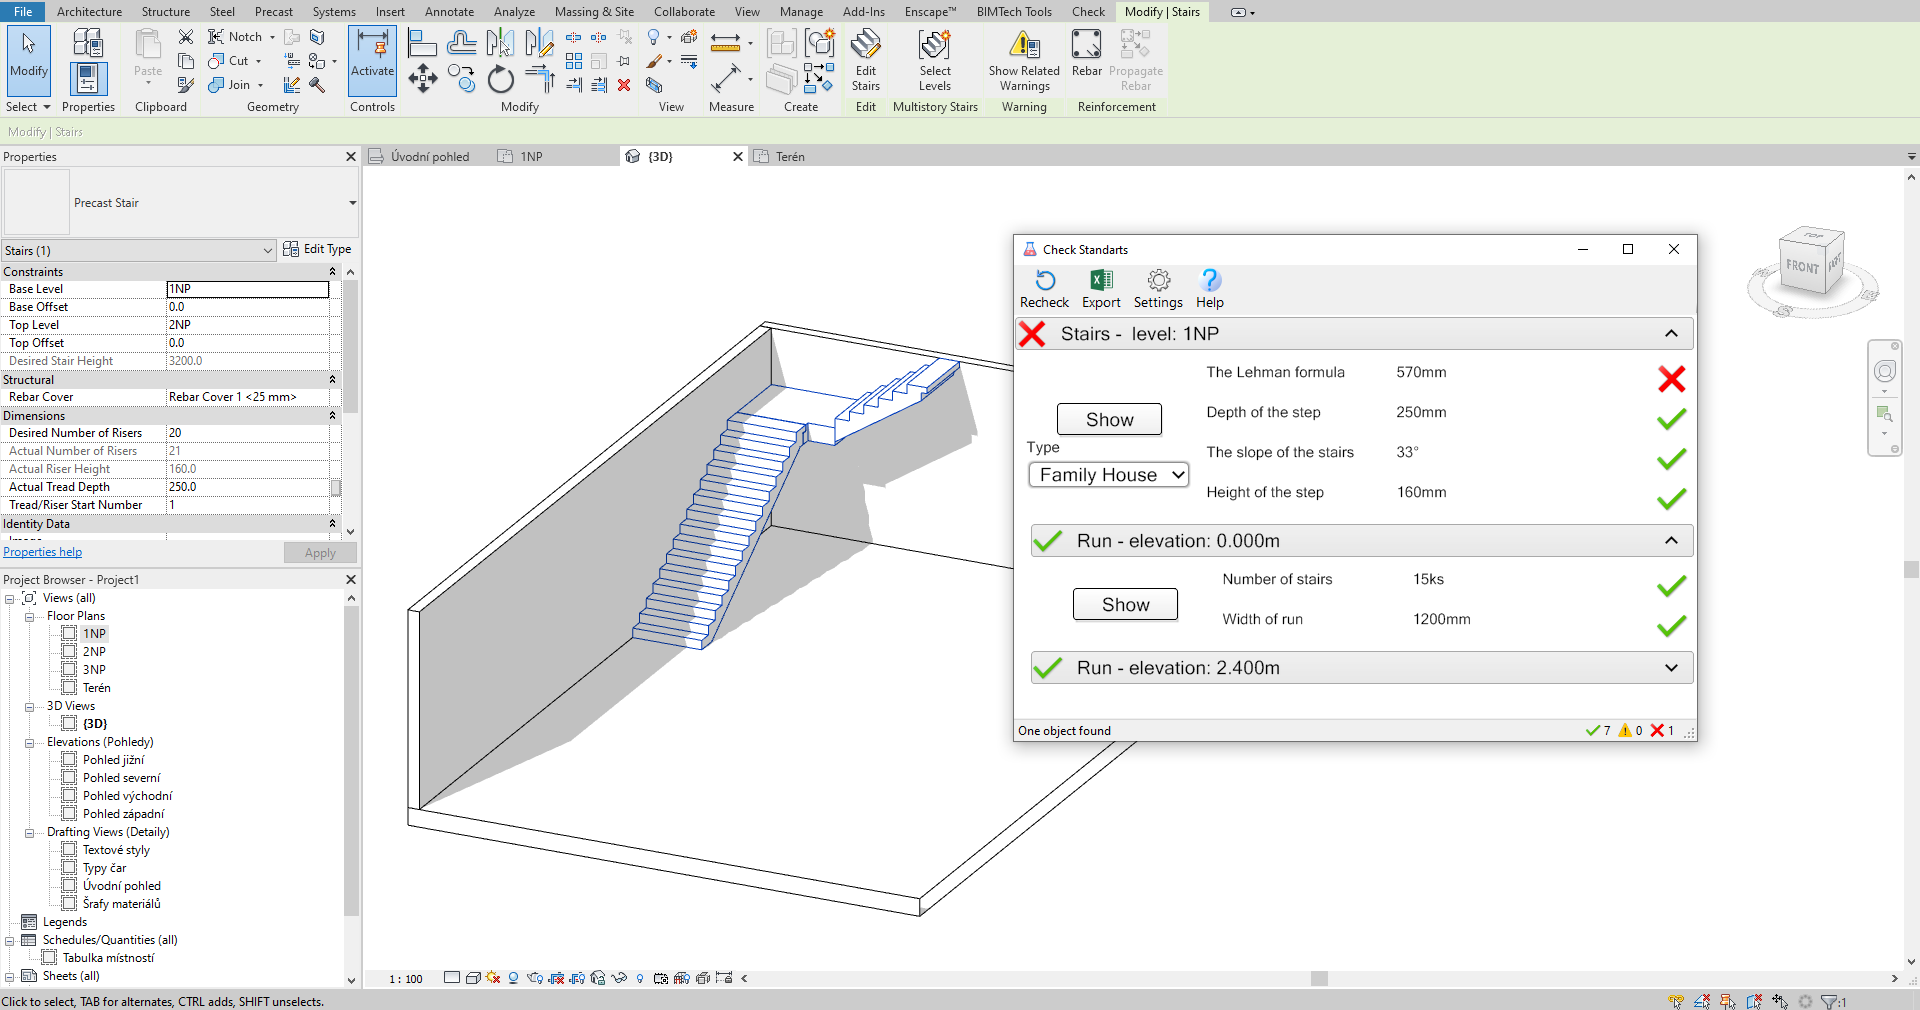 File Architecture Structure Steel Precast Systems Insert Annotate Analyze Massing & Site Collaborate View Manage Add-Ins Enscape™ BIMTech Tools Check Modify | Stairs
Modify
Paste
Notch
Cut
Join
Activate
Edit Stairs
Select Levels
Show Related Warnings
Rebar
Propagate Rebar
Select Properties Clipboard Geometry Controls Modify View Measure Create Edit Multistory Stairs Warning Reinforcement
Modify | Stairs
Properties
Precast Stair
Stairs (1) Edit Type
Constraints
Base Level 1NP
Base Offset 0.0
Top Level 2NP
Top Offset 0.0
Desired Stair Height 3200.0
Structural
Rebar Cover Rebar Cover 1 <25 mm>
Dimensions
Desired Number of Risers 20
Actual Number of Risers 21
Actual Riser Height 160.0
Actual Tread Depth 250.0
Tread/Riser Start Number 1
Identity Data
Properties help Apply
Project Browser - Project1
Views (all)
Floor Plans
1NP
2NP
3NP
Terén
3D Views
{3D}
Elevations (Pohledy)
Pohled jižní
Pohled severní
Pohled východní
Pohled západní
Drafting Views (Detaily)
Textové styly
Typy čar
Úvodní pohled
Šrafy materiálů
Legends
Schedules/Quantities (all)
Tabulka místností
Sheets (all)
Úvodní pohled 1NP {3D} Terén
TOP
FRONT
Check Standarts
Recheck Export Settings Help
Stairs - level: 1NP
The Lehman formula 570mm
Depth of the step 250mm
The slope of the stairs 33°
Height of the step 160mm
Show
Type
Family House
Run - elevation: 0.000m
Number of stairs 15ks
Show
Width of run 1200mm
Run - elevation: 2.400m
One object found 7 0 1
1 : 100
Click to select, TAB for alternates, CTRL adds, SHIFT unselects. :1